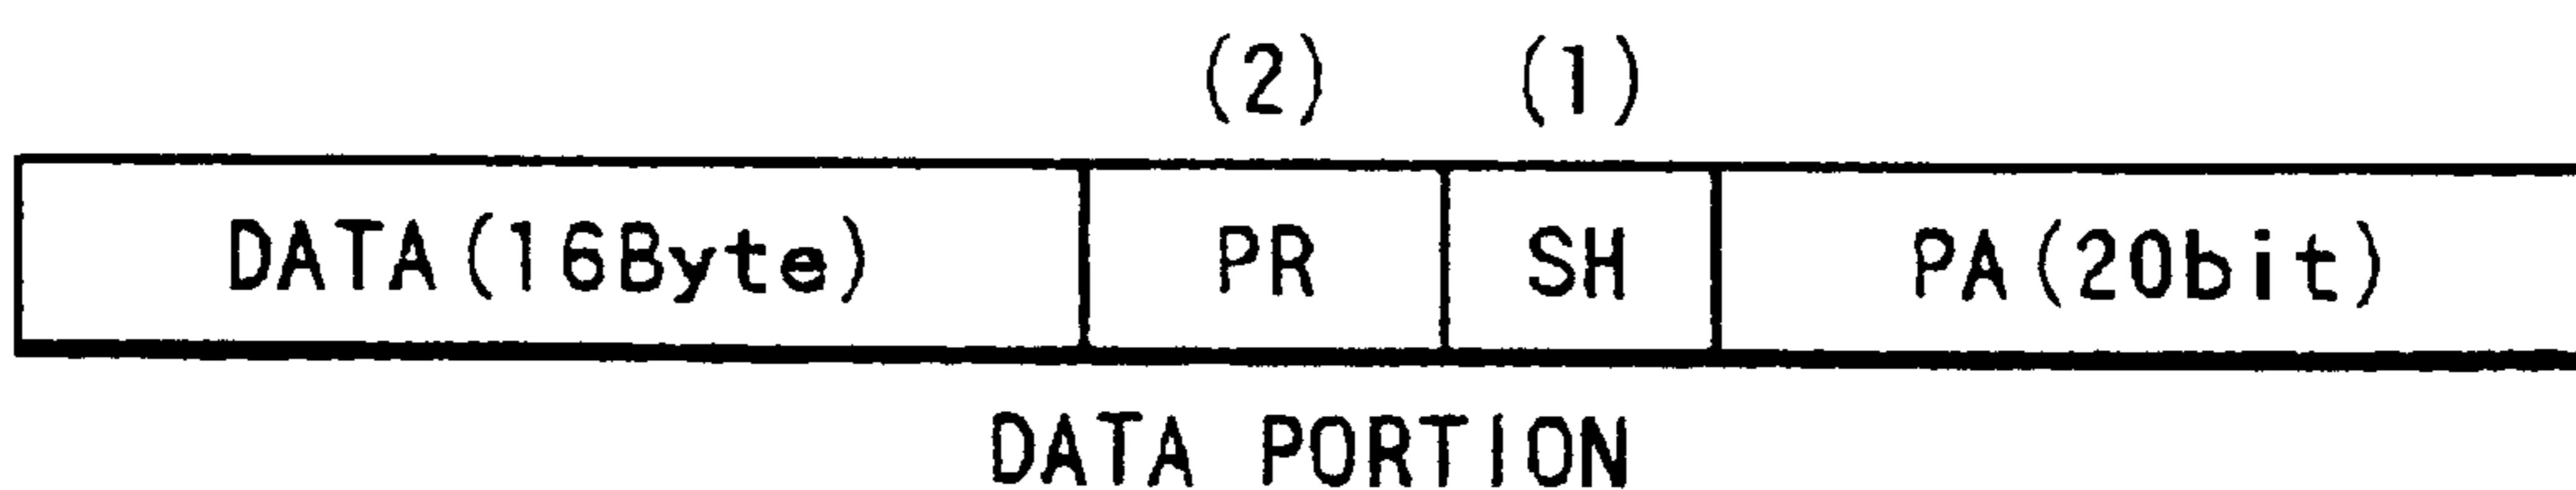 (2) (1)
DATA(16Byte) PR SH PA(20bit)
DATA PORTION